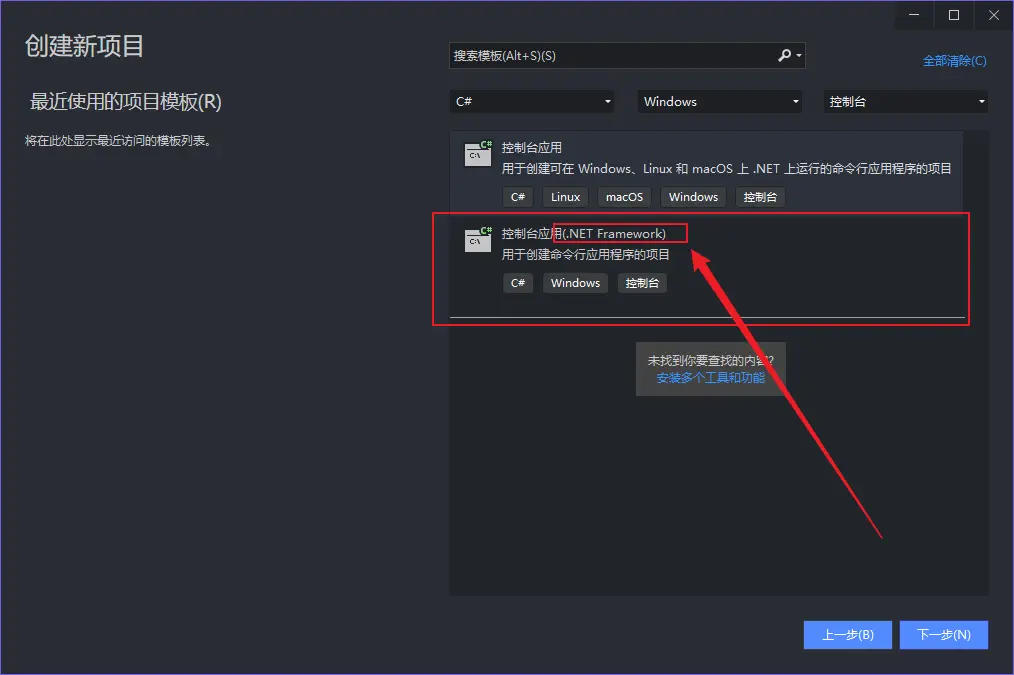 创建新项目
最近使用的项目模板(R)
将在此处显示最近访问的模板列表。
搜索模板(Alt+S)(S)
全部清除(C)
C# Windows 控制台
C#
C:\
控制台应用
用于创建可在 Windows、Linux 和 macOS 上 .NET 上运行的命令行应用程序的项目
C# Linux macOS Windows 控制台
C#
C:\
控制台应用(.NET Framework)
用于创建命令行应用程序的项目
C# Windows 控制台
未找到你要查找的内容?
安装多个工具和功能
上一步(B) 下一步(N)